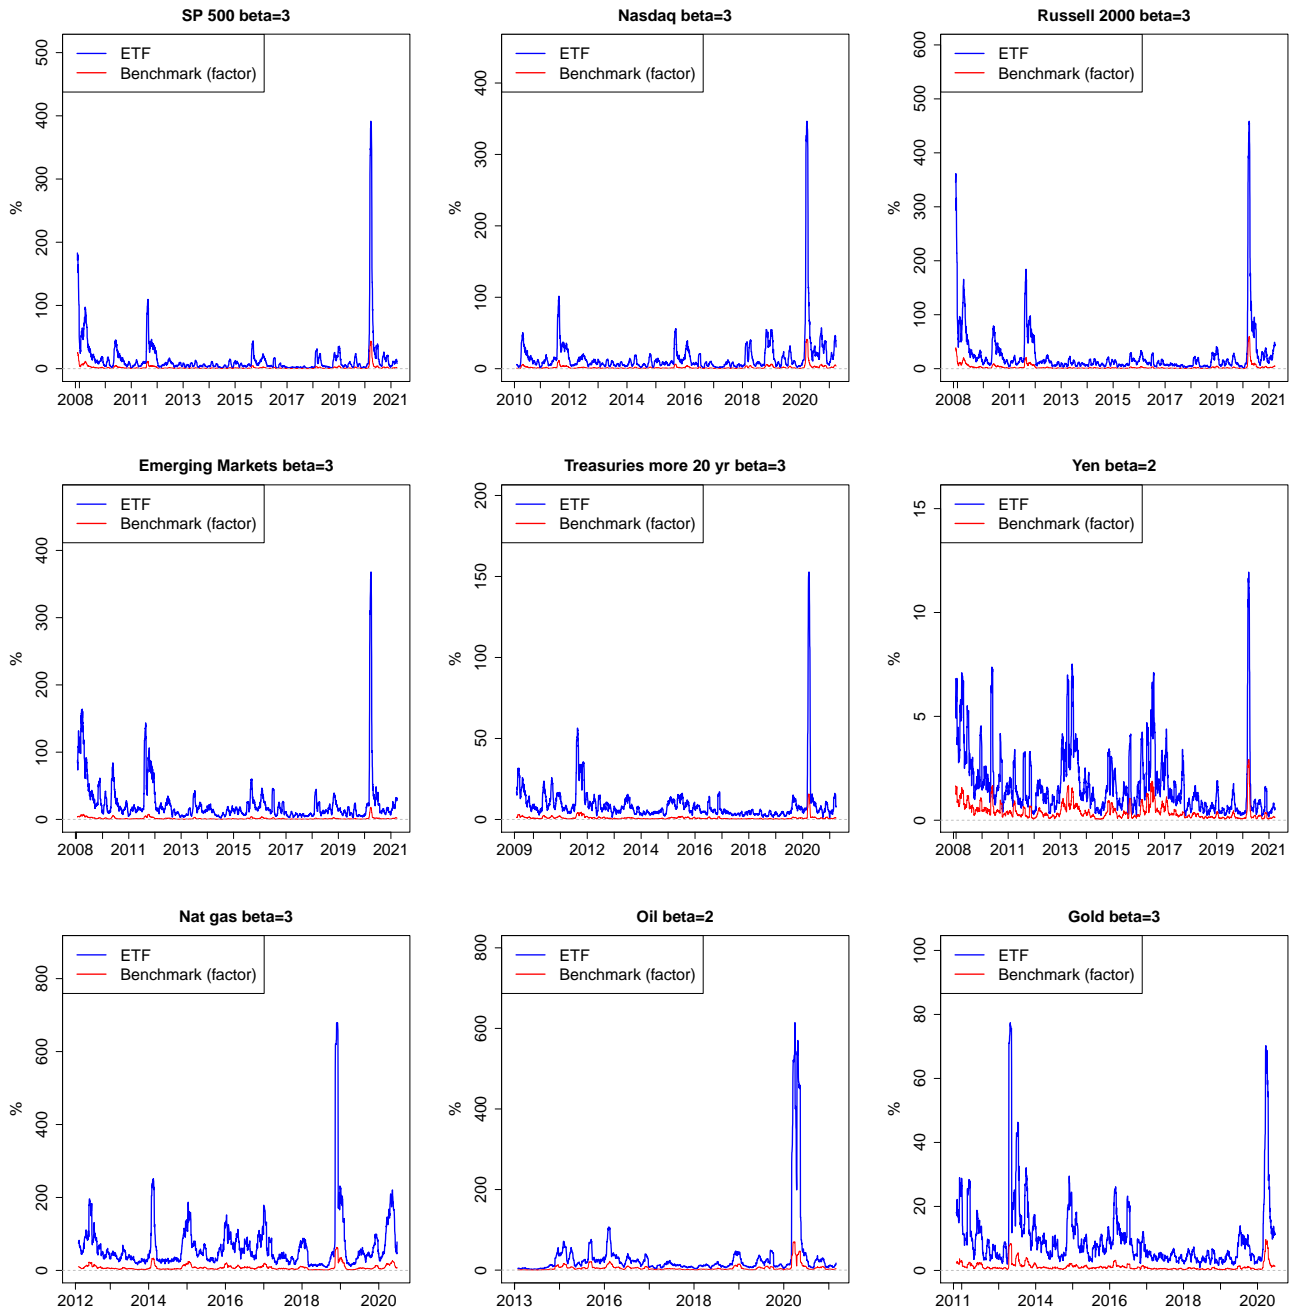 SP 500 beta=3
ETF
Benchmark (factor)
%
0 100 200 300 400 500
2008 2011 2013 2015 2017 2019 2021
Nasdaq beta=3
ETF
Benchmark (factor)
%
0 100 200 300 400
2010 2012 2014 2016 2018 2020
Russell 2000 beta=3
ETF
Benchmark (factor)
%
0 100 200 300 400 500 600
2008 2011 2013 2015 2017 2019 2021
Emerging Markets beta=3
ETF
Benchmark (factor)
%
0 100 200 300 400
2008 2011 2013 2015 2017 2019 2021
Treasuries more 20 yr beta=3
ETF
Benchmark (factor)
%
0 50 100 150 200
2009 2012 2014 2016 2018 2020
Yen beta=2
ETF
Benchmark (factor)
%
0 5 10 15
2008 2011 2013 2015 2017 2019 2021
Nat gas beta=3
ETF
Benchmark (factor)
%
0 200 400 600 800
2012 2014 2016 2018 2020
Oil beta=2
ETF
Benchmark (factor)
%
0 200 400 600 800
2013 2016 2018 2020
Gold beta=3
ETF
Benchmark (factor)
%
0 20 40 60 80 100
2011 2014 2016 2018 2020